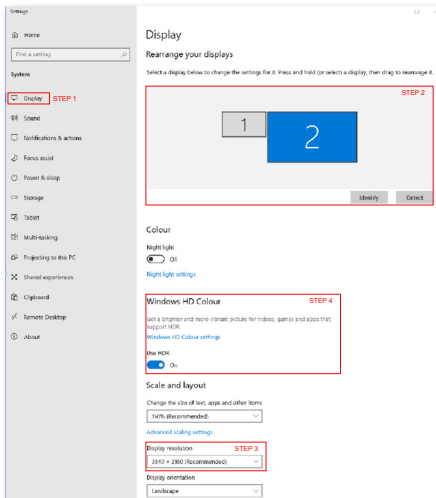 Settings
Home
Find a setting
System
Display STEP 1
Sound
Notifications & actions
Focus assist
Power & sleep
Storage
Tablet
Multi-tasking
Projecting to this PC
Shared experiences
Clipboard
Remote Desktop
About
Display
Rearrange your displays
Select a display below to change the settings for it. Press and hold (or select) a display, then drag to rearrange it.
STEP 2
1
2
Identify Detect
Colour
Night light
Off
Night light settings
Windows HD Colour STEP 4
Get a brighter and more vibrant picture for videos, games and apps that
support HDR.
Windows HD Colour settings
Use HDR
On
Scale and layout
Change the size of text, apps and other items
(Recommended)
Advanced scaling settings
Display resolution STEP 3
3840 × 2160 (Recommended)
Display orientation
Landscape